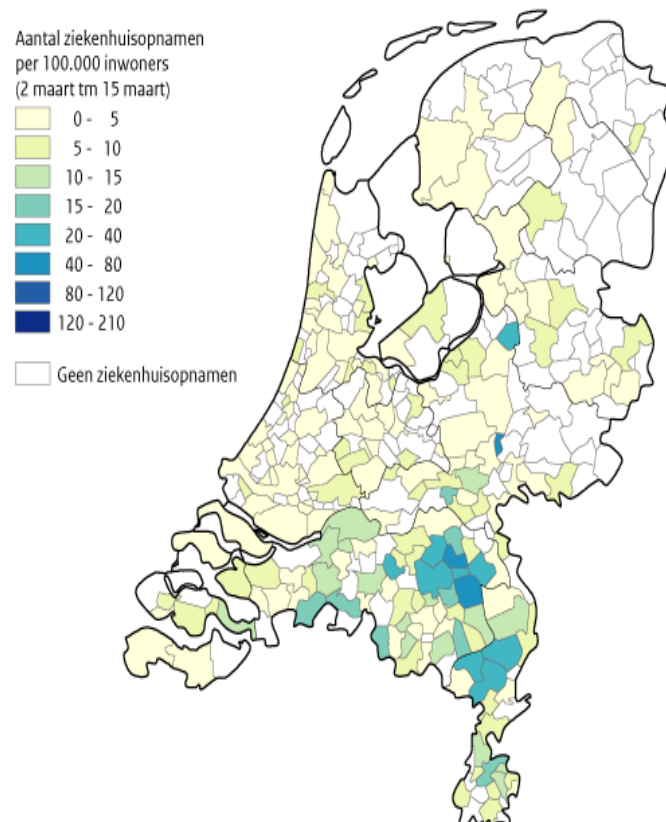 Aantal ziekenhuisopnamen
per 100.000 inwoners
(2 maart tm 15 maart)
0 - 5
5 - 10
10 - 15
15 - 20
20 - 40
40 - 80
80 - 120
120 - 210
Geen ziekenhuisopnamen